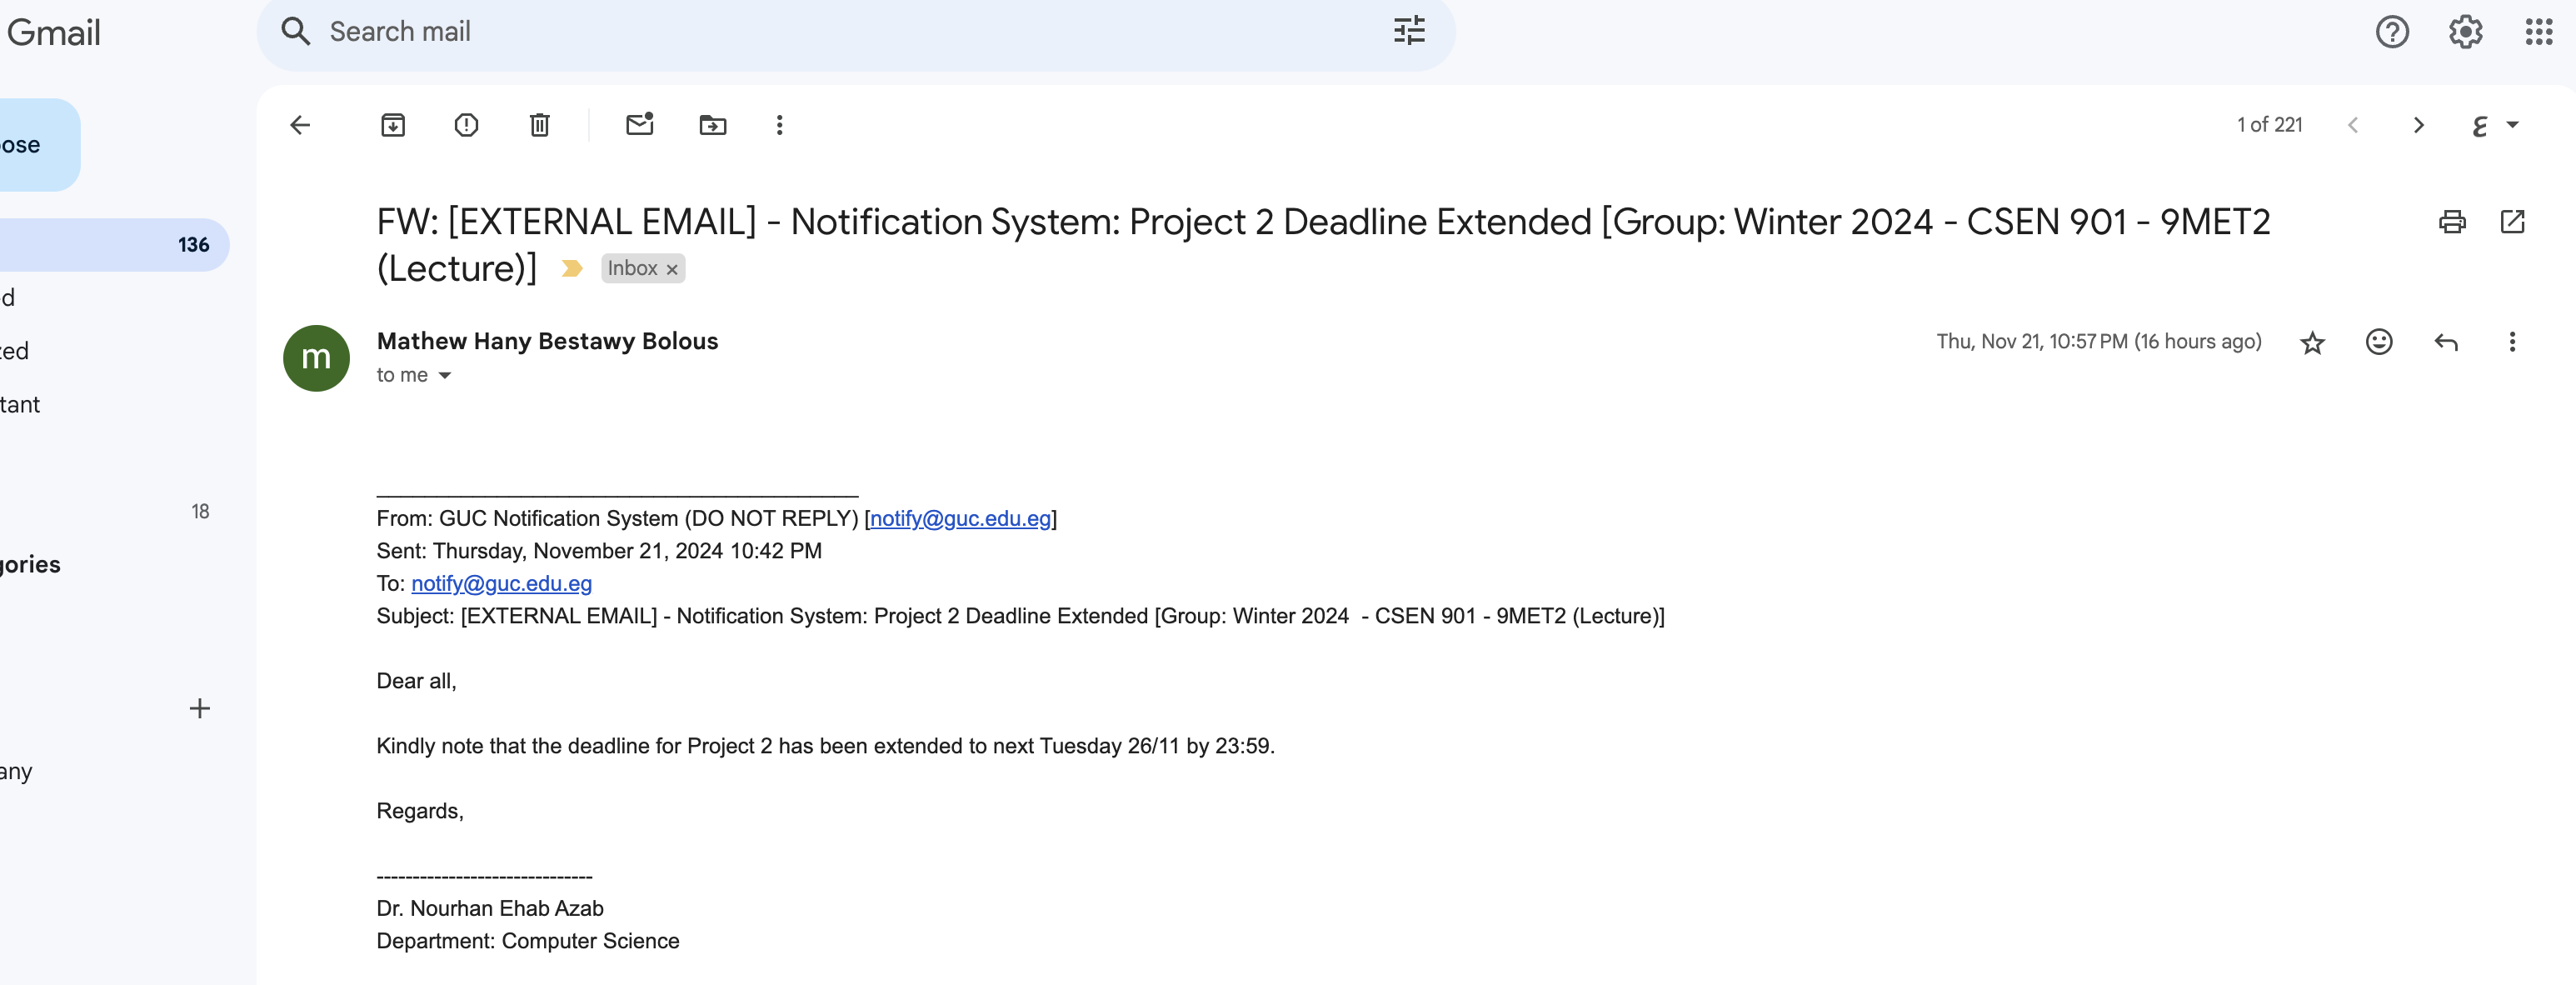 Gmail
Search mail
ose
1 of 221
136
FW: [EXTERNAL EMAIL] - Notification System: Project 2 Deadline Extended [Group: Winter 2024 - CSEN 901 - 9MET2
(Lecture)] Inbox ×
d
Mathew Hany Bestawy Bolous
Thu, Nov 21, 10:57 PM (16 hours ago)
m
to me
ed
tant
18
From: GUC Notification System (DO NOT REPLY) [notify@guc.edu.eg]
Sent: Thursday, November 21, 2024 10:42 PM
gories
To: notify@guc.edu.eg
Subject: [EXTERNAL EMAIL] - Notification System: Project 2 Deadline Extended [Group: Winter 2024  - CSEN 901 - 9MET2 (Lecture)]
Dear all,
Kindly note that the deadline for Project 2 has been extended to next Tuesday 26/11 by 23:59.
any
Regards,
------------------------------
Dr. Nourhan Ehab Azab
Department: Computer Science